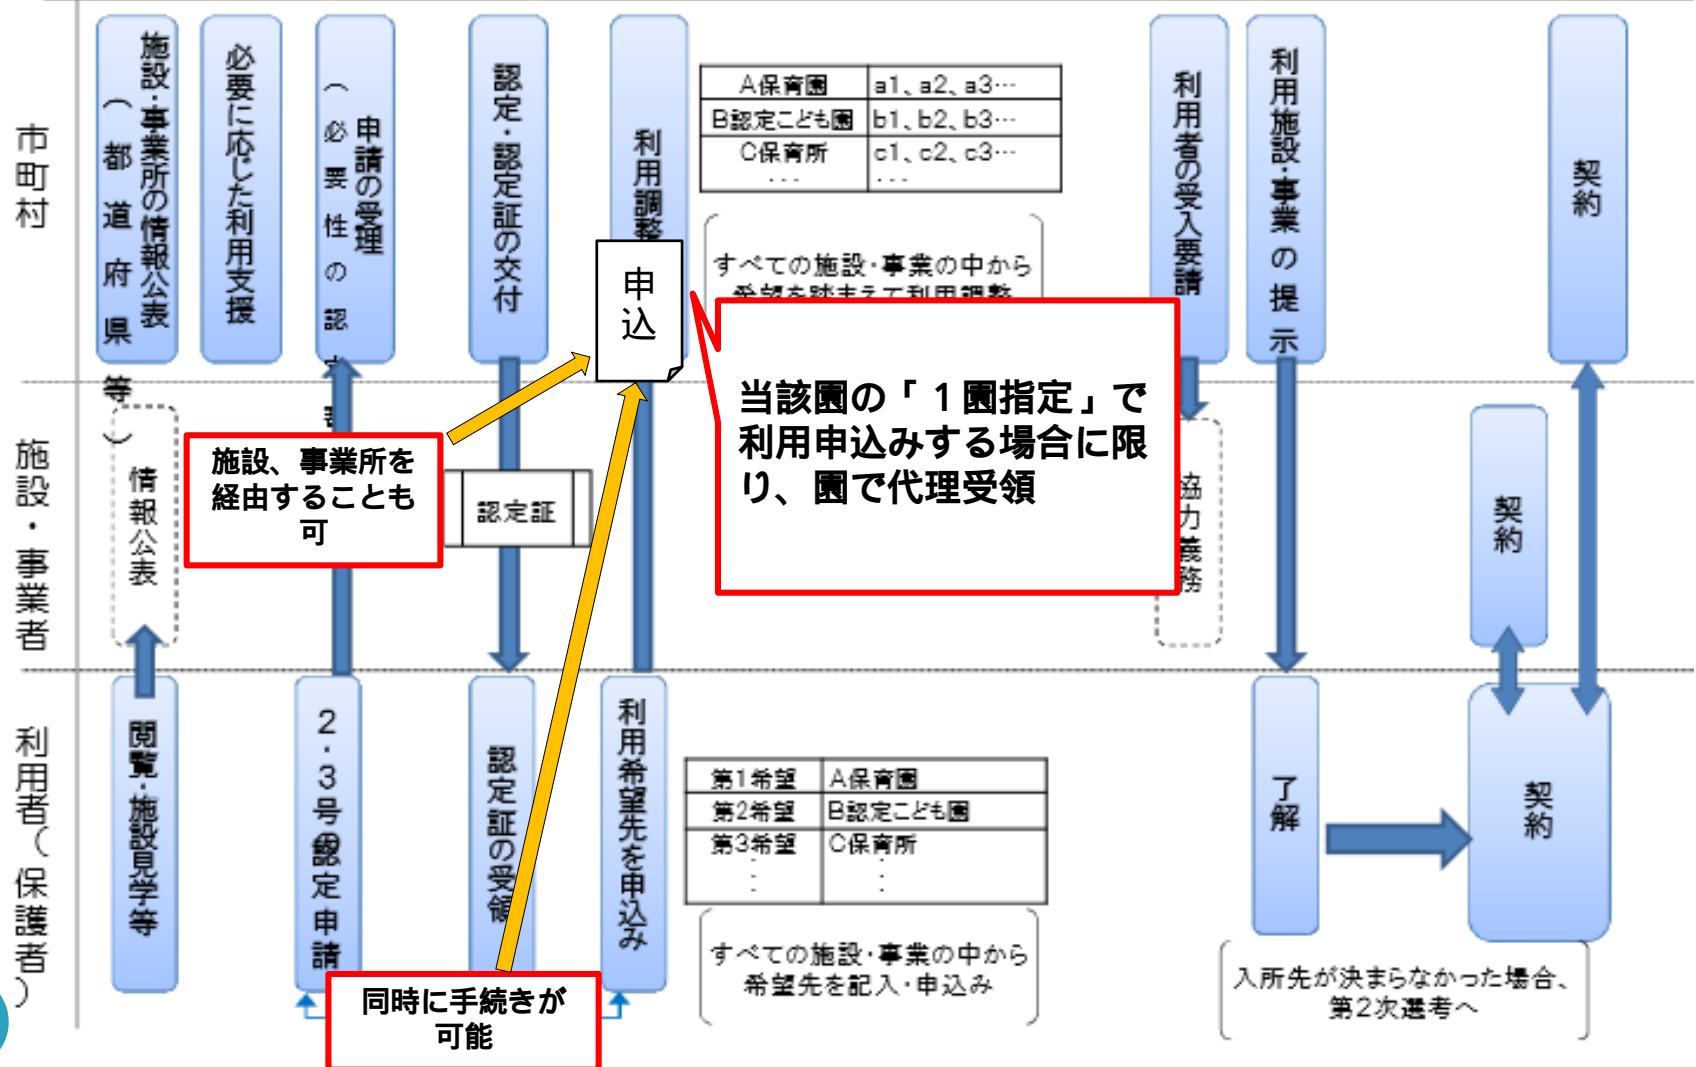 市町村
施設・事業所の情報公表
（都道府県等）
必要に応じた利用支援
申請の受理
（必要性の認定
認定・認定証の交付
利用調整
A保育園 a1、a2、a3…
B認定こども園 b1、b2、b3…
C保育所 c1、c2、c3…
... ...
すべての施設・事業の中から
希望を踏まえて利用調整
利用者の受入要請
利用施設・事業の提示
契約
申込
施設・事業者
情報公表
施設、事業所を
経由することも
可
認定証
当該園の「１園指定」で
利用申込みする場合に限
り、園で代理受領
協力義務
契約
利用者（保護者）
閲覧・施設見学等
2・3号の認定申請
認定証の受領
利用希望先を申込み
第1希望 A保育園
第2希望 B認定こども園
第3希望 C保育所
： ：
すべての施設・事業の中から
希望先を記入・申込み
同時に手続きが
可能
了解
契約
入所先が決まらなかった場合、
第2次選考へ